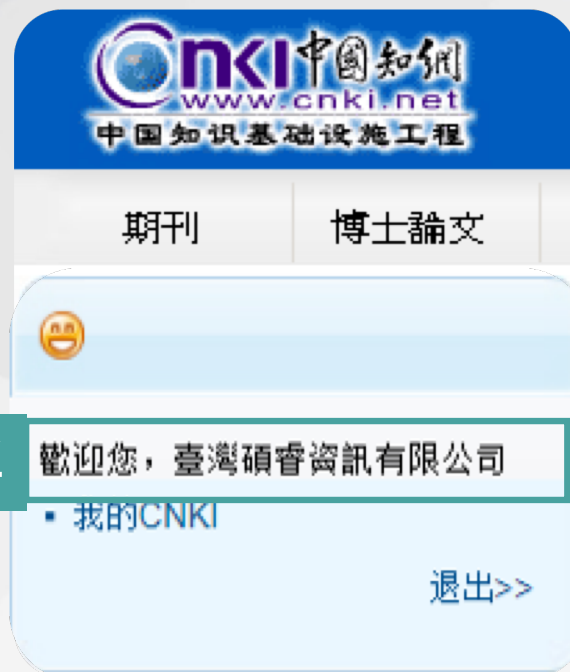 cnki中國知網
www.cnki.net
中国知识基础设施工程
期刊 博士論文
歡迎您，臺灣碩睿資訊有限公司
▪ 我的CNKI
退出>>